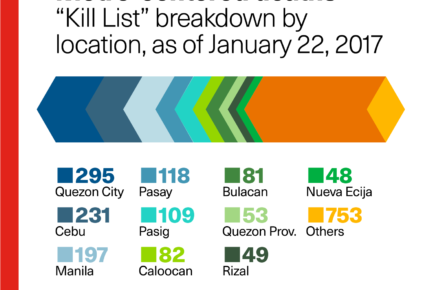 "Kill List" breakdown by
location, as of January 22, 2017
295 118 81 48
Quezon City Pasay Bulacan Nueva Ecija
231 109 53 753
Cebu Pasig Quezon Prov. Others
197 82 49
Manila Caloocan Rizal